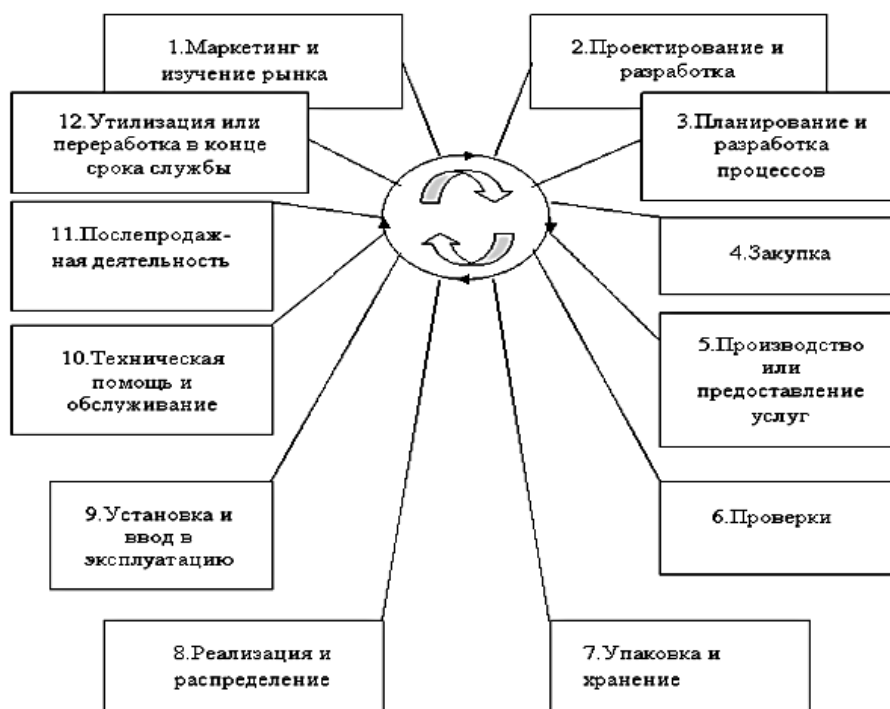 1.Маркетинг и
изучение рынка
2.Проектирование и
разработка
3.Планирование и
разработка
процессов
4.Закупка
5.Производство
или
предоставление
услуг
6.Проверки
7.Упаковка и
хранение
8.Реализация и
распределение
9.Установка и
ввод в
эксплуатацию
10.Техническая
помощь и
обслуживание
11.Послепродаж-
ная деятельность
12.Утилизация или
переработка в конце
срока службы